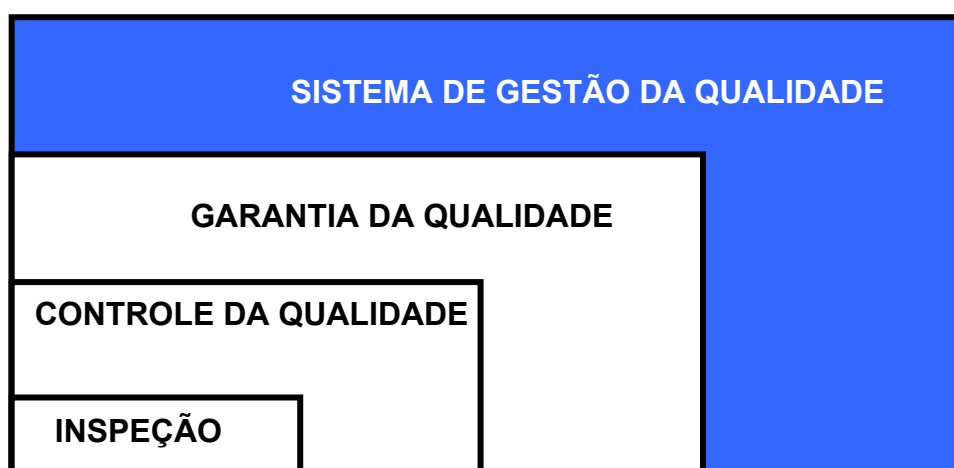 SISTEMA DE GESTÃO DA QUALIDADE
GARANTIA DA QUALIDADE
CONTROLE DA QUALIDADE
INSPEÇÃO